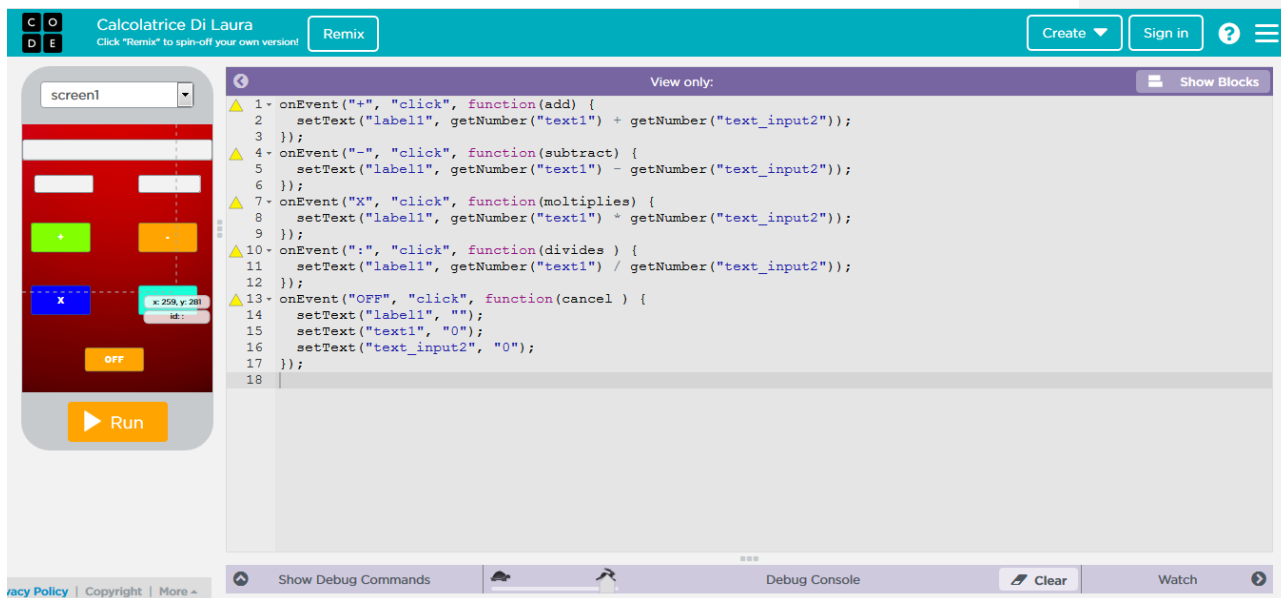 C O
D E
Calcolatrice Di Laura
Click "Remix" to spin-off your own version!
Remix
Create
Sign in
?
screen1
+
-
X
x: 259, y: 281
id: :
OFF
Run
View only:
Show Blocks
1 onEvent("+", "click", function(add) {
2 setText("label1", getNumber("text1") + getNumber("text_input2"));
3 });
4 onEvent("-", "click", function(subtract) {
5 setText("label1", getNumber("text1") - getNumber("text_input2"));
6 });
7 onEvent("X", "click", function(moltiplies) {
8 setText("label1", getNumber("text1") * getNumber("text_input2"));
9 });
10 onEvent(":", "click", function(divides ) {
11 setText("label1", getNumber("text1") / getNumber("text_input2"));
12 });
13 onEvent("OFF", "click", function(cancel ) {
14 setText("label1", "");
15 setText("text1", "0");
16 setText("text_input2", "0");
17 });
18
vacy Policy | Copyright | More
Show Debug Commands
Debug Console
Clear
Watch